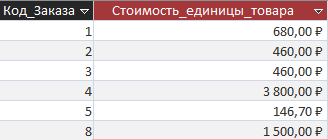 Код_Заказа Стоимость_единицы_товара
1 680,00 ₽
2 460,00 ₽
3 460,00 ₽
4 3 800,00 ₽
5 146,70 ₽
8 1 500,00 ₽